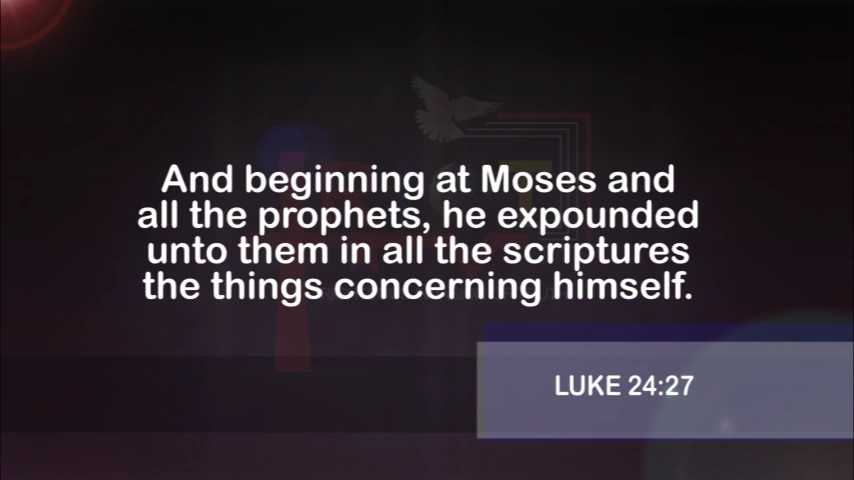 And beginning at Moses and
all the prophets, he expounded
unto them in all the scriptures
the things concerning himself.
LUKE 24:27